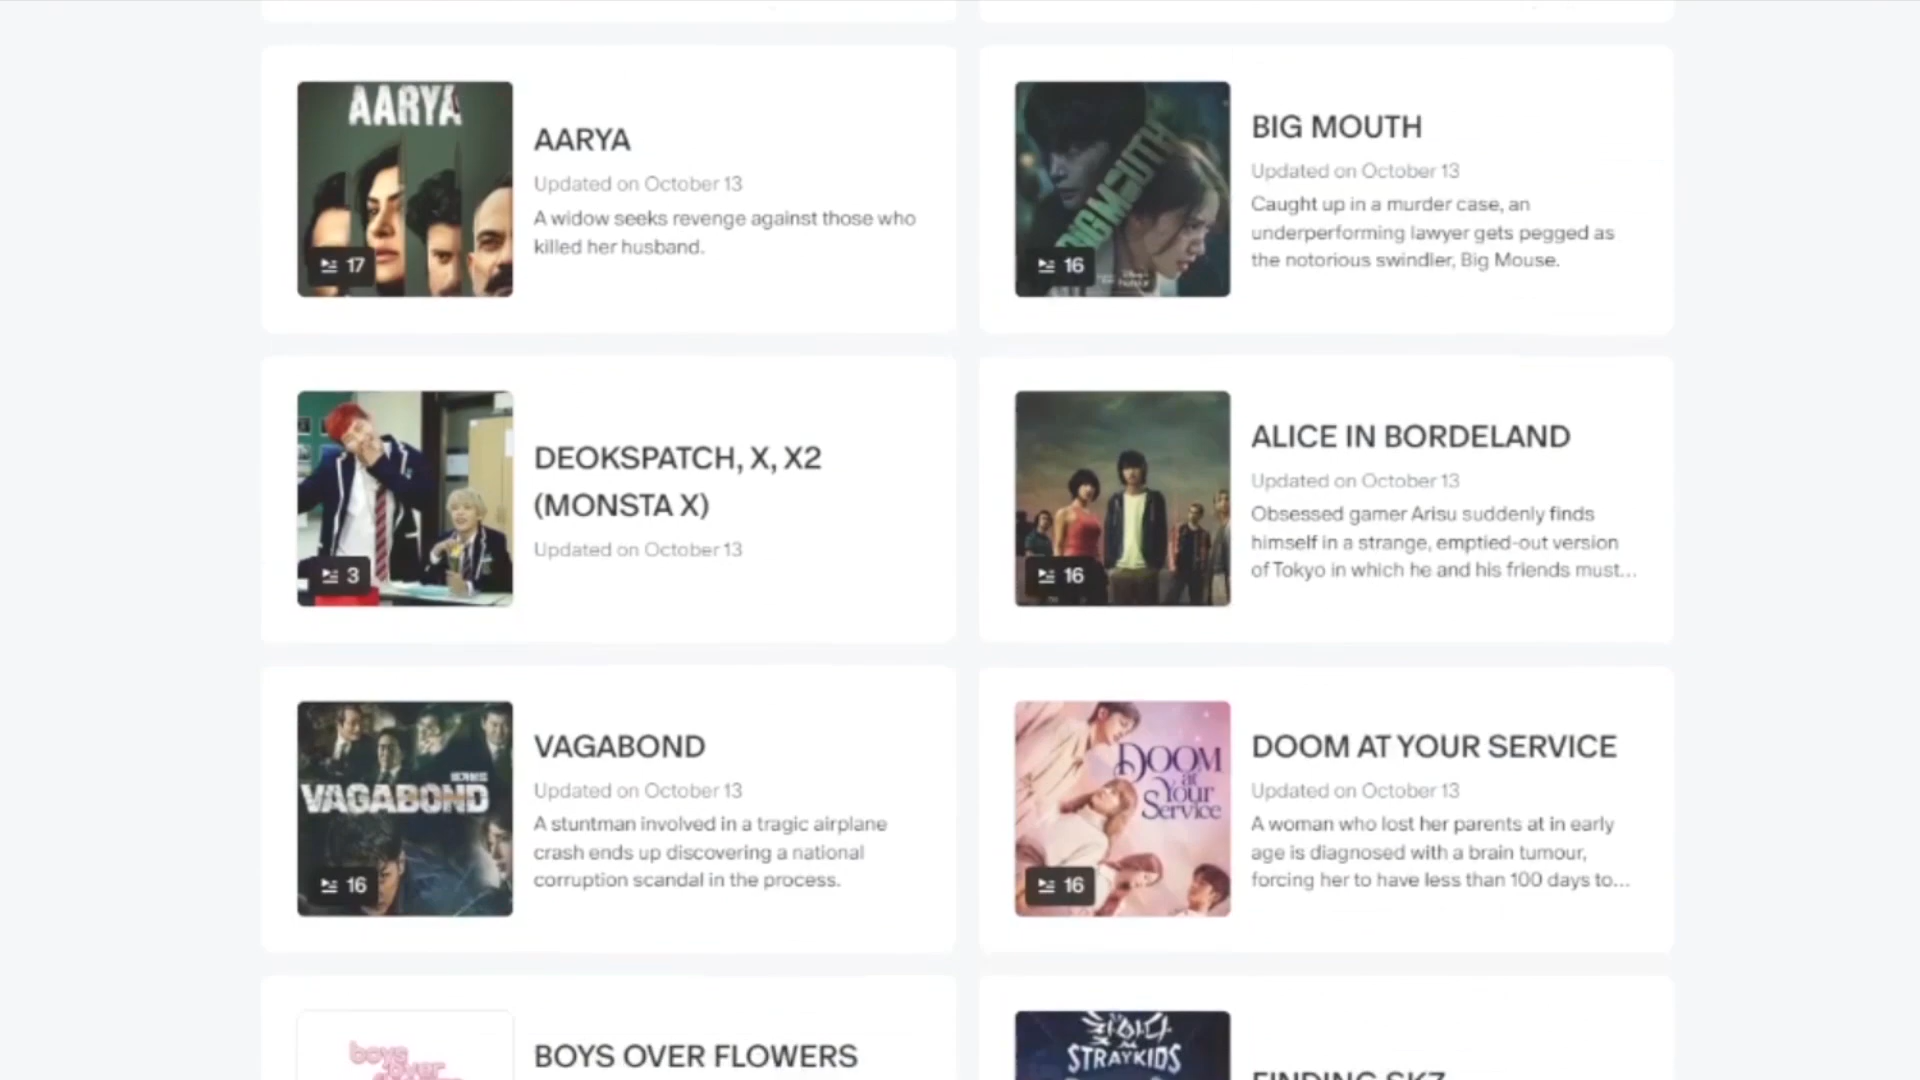 AARYA
AARYA
Updated on October 13
A widow seeks revenge against those who
killed her husband.
17
BIGMOUTH
BIG MOUTH
Updated on October 13
Caught up in a murder case, an
underperforming lawyer gets pegged as
the notorious swindler, Big Mouse.
16
DEOKSPATCH, X, X2
(MONSTA X)
Updated on October 13
3
ALICE IN BORDELAND
Updated on October 13
Obsessed gamer Arisu suddenly finds
himself in a strange, emptied-out version
of Tokyo in which he and his friends must...
16
VAGABOND
VAGABOND
Updated on October 13
A stuntman involved in a tragic airplane
crash ends up discovering a national
corruption scandal in the process.
16
DOOM
at
Your
Service
DOOM AT YOUR SERVICE
Updated on October 13
A woman who lost her parents at in early
age is diagnosed with a brain tumour,
forcing her to have less than 100 days to...
16
boys
over
BOYS OVER FLOWERS
STRAYKIDS
FINDING SKZ